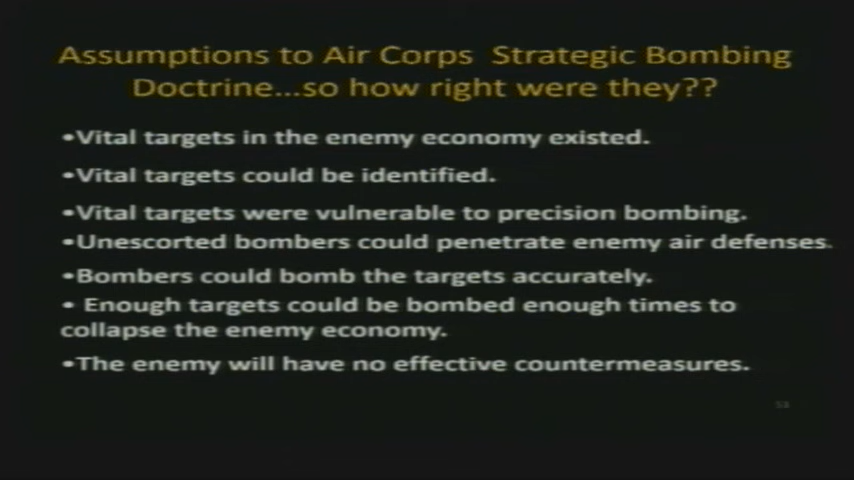 Assumptions to Air Corps Strategic Bombing
Doctrine...so how right were they??
•Vital targets in the enemy economy existed.
•Vital targets could be identified.
•Vital targets were vulnerable to precision bombing.
•Unescorted bombers could penetrate enemy air defenses.
•Bombers could bomb the targets accurately.
• Enough targets could be bombed enough times to
collapse the enemy economy.
•The enemy will have no effective countermeasures.